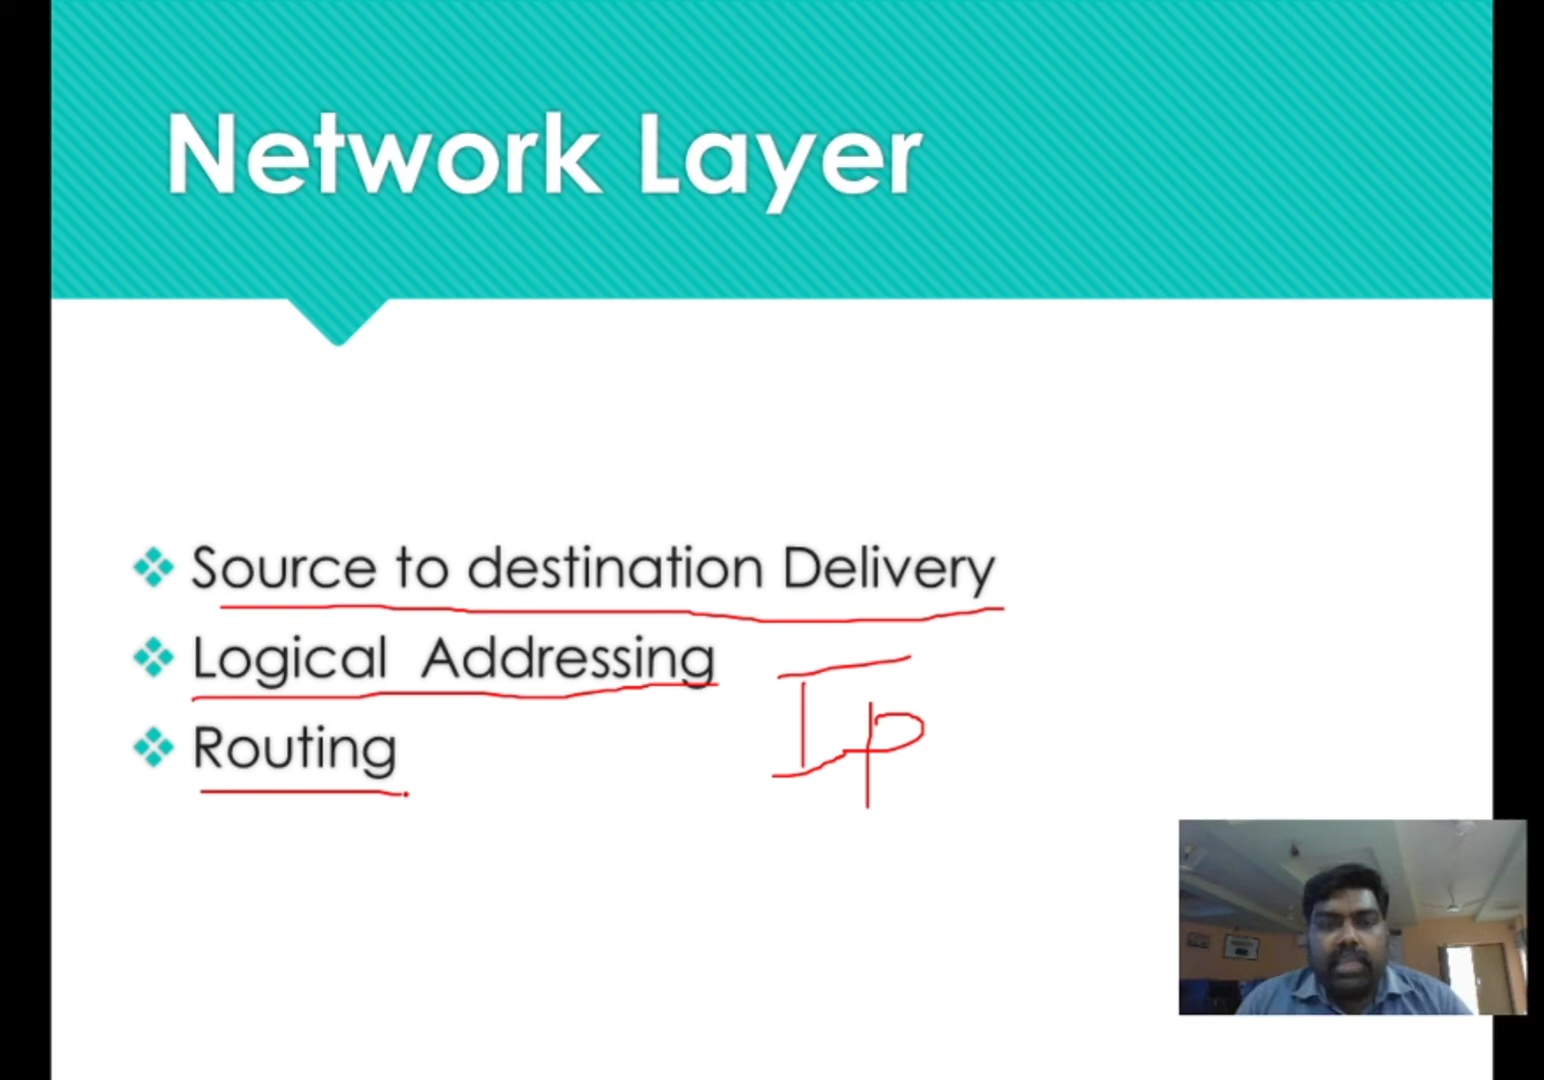 Network Layer
Source to destination Delivery
Logical Addressing
Ip
Routing